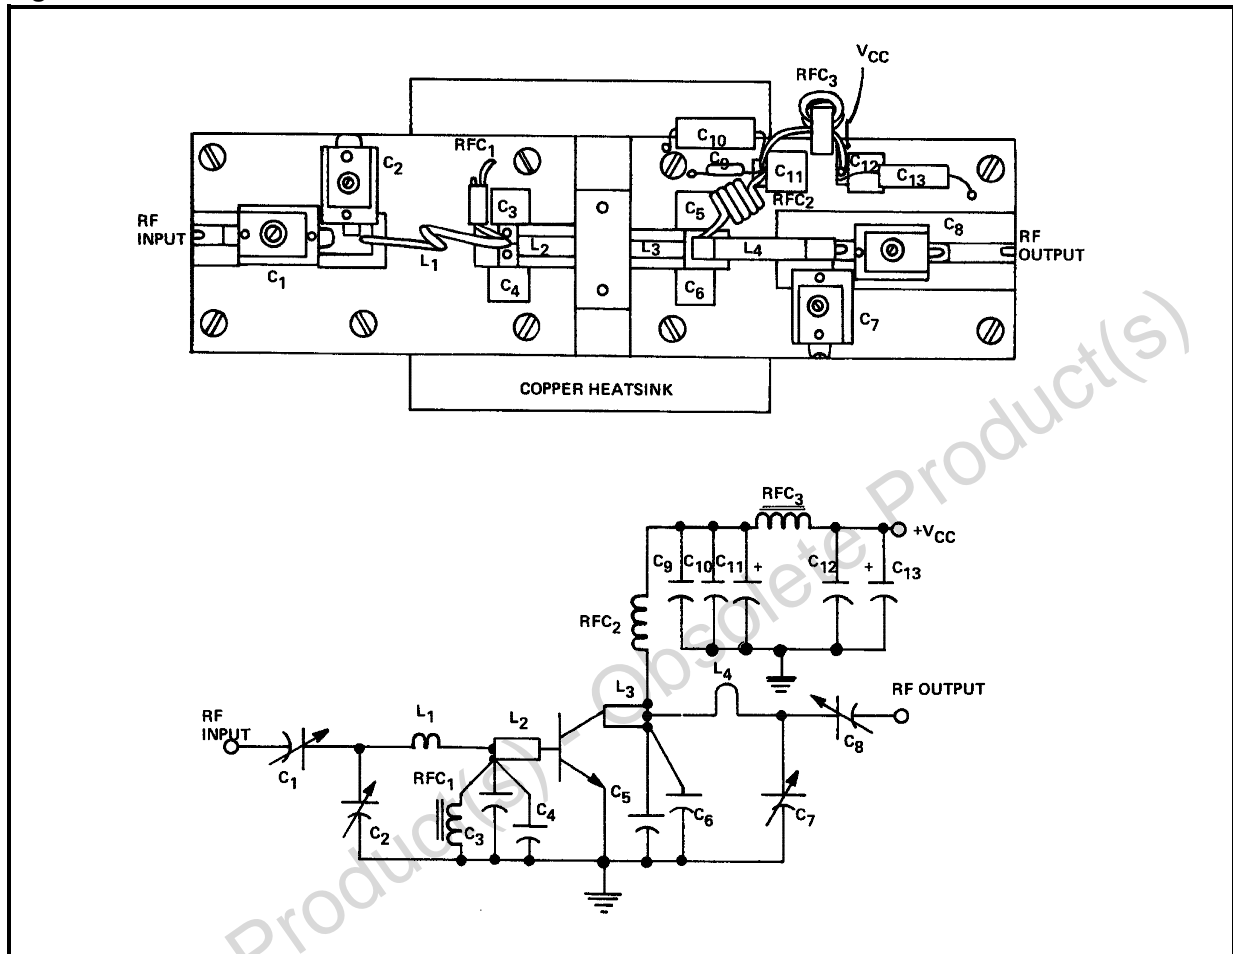 VCC
RFC3
C10
RFC1
C9
C12
C2
C11
C13
RFC2
C3
C5
RF
INPUT
C8
L2
L3
L4
RF
OUTPUT
L1
C1
C4
C6
C7
COPPER HEATSINK
RFC3
+VCC
C9
C10
C11
+
C12
+
C13
RFC2
L4
L3
RF OUTPUT
RF
INPUT
L1
L2
C8
C1
RFC1
C5
C4
C6
C7
C2
C3
Product(s) - Obsolete Product(s)